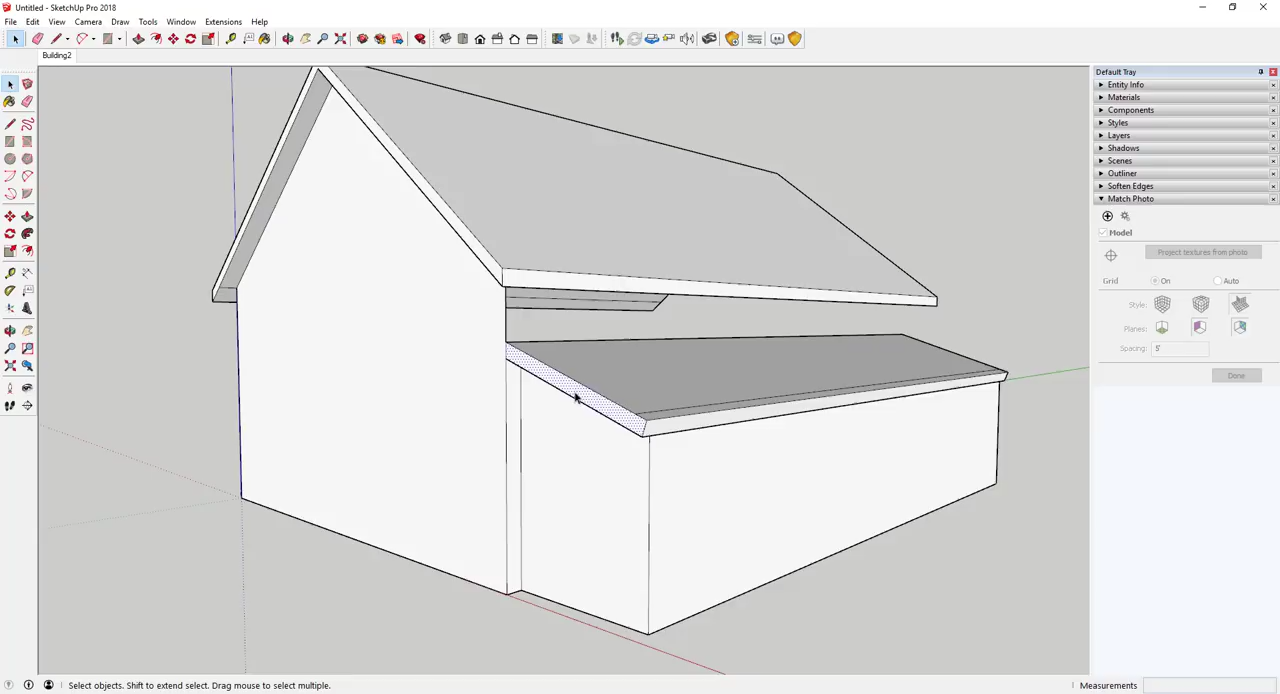 Untitled - SketchUp Pro 2018
File Edit View Camera Draw Tools Window Extensions Help
Building2
Default Tray
Entity Info
Materials
Components
Styles
Layers
Shadows
Scenes
Outliner
Soften Edges
Match Photo
Model
Project textures from photo
Grid On Auto
Style:
Planes:
Spacing: 5'
Done
Select objects. Shift to extend select. Drag mouse to select multiple.
Measurements